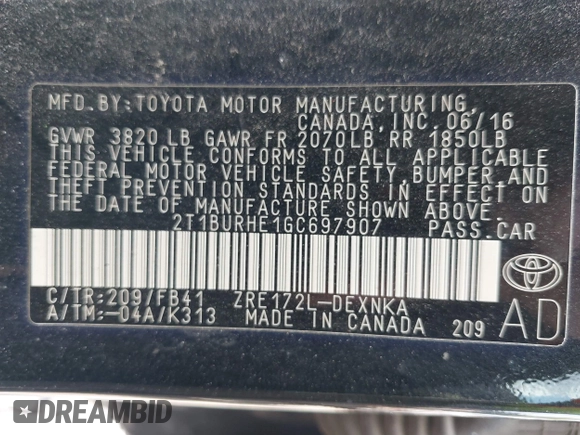 MFD.BY:TOYOTA MOTOR MANUFACTURING,
CANADA,INC.06/16
GVWR 3820LB GAWR FR 2070LB RR 1850LB
THIS VEHICLE CONFORMS TO ALL APPLICABLE
FEDERAL MOTOR VEHICLE SAFETY,BUMPER,AND
THEFT PREVENTION STANDARDS IN EFFECT ON
THE DATE OF MANUFACTURE SHOWN ABOVE.
2T1BURHE1GC697907 PASS.CAR
C/TR:209/FB41 ZRE172L-DEXNKA
A/TM:-04A/K313 MADE IN CANADA 209 AD
DREAMBID